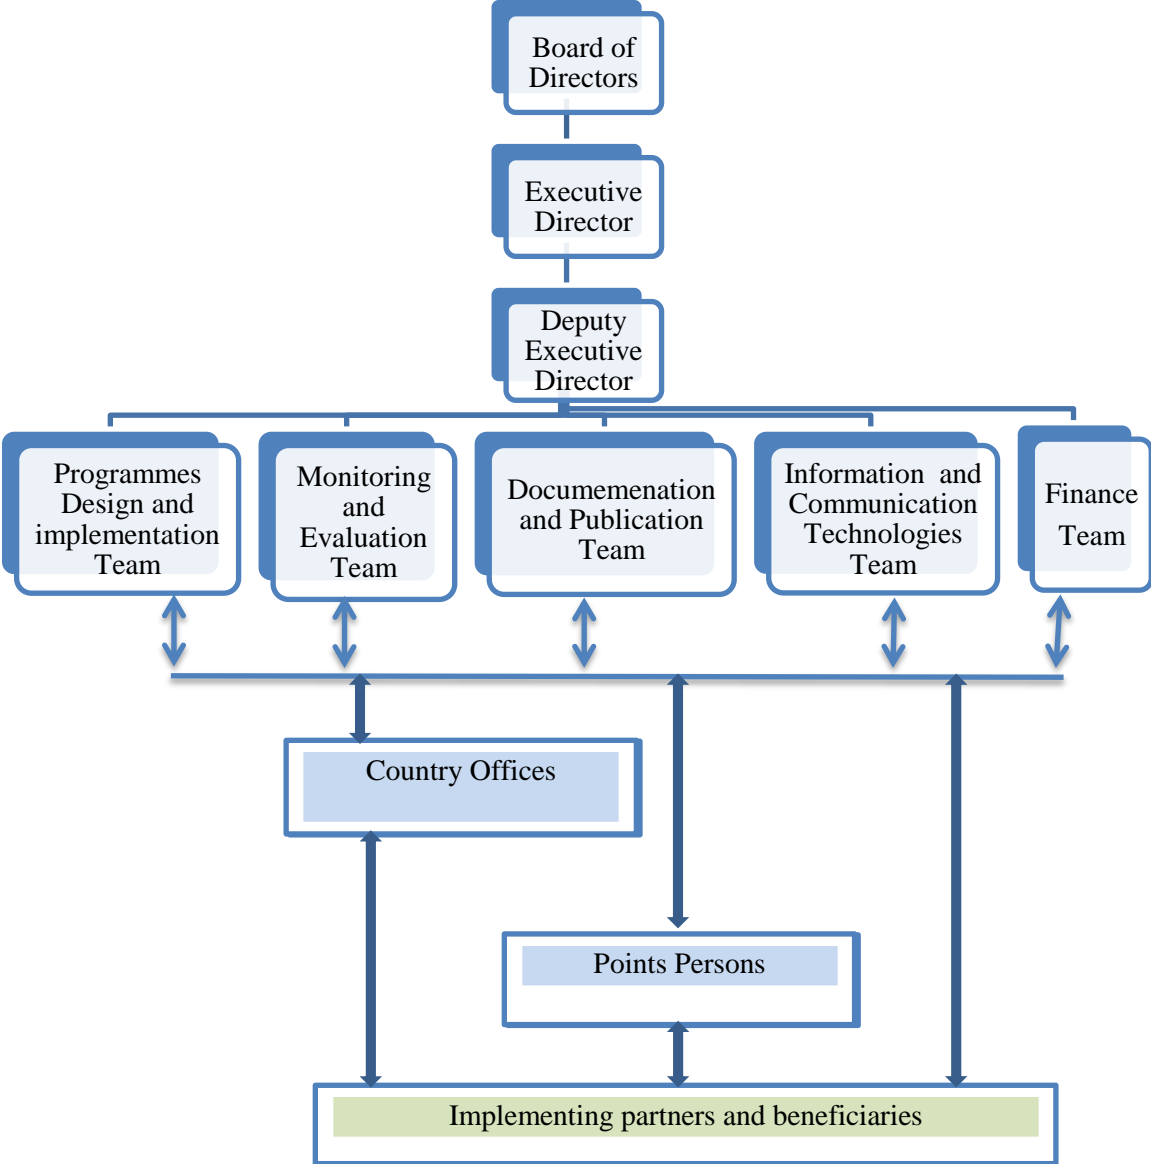 Board of
Directors
Executive
Director
Deputy
Executive
Director
Programmes
Design and
implementation
Team
Monitoring
and
Evaluation
Team
Documemenation
and Publication
Team
Information and
Communication
Technologies
Team
Finance
Team
Country Offices
Points Persons
Implementing partners and beneficiaries